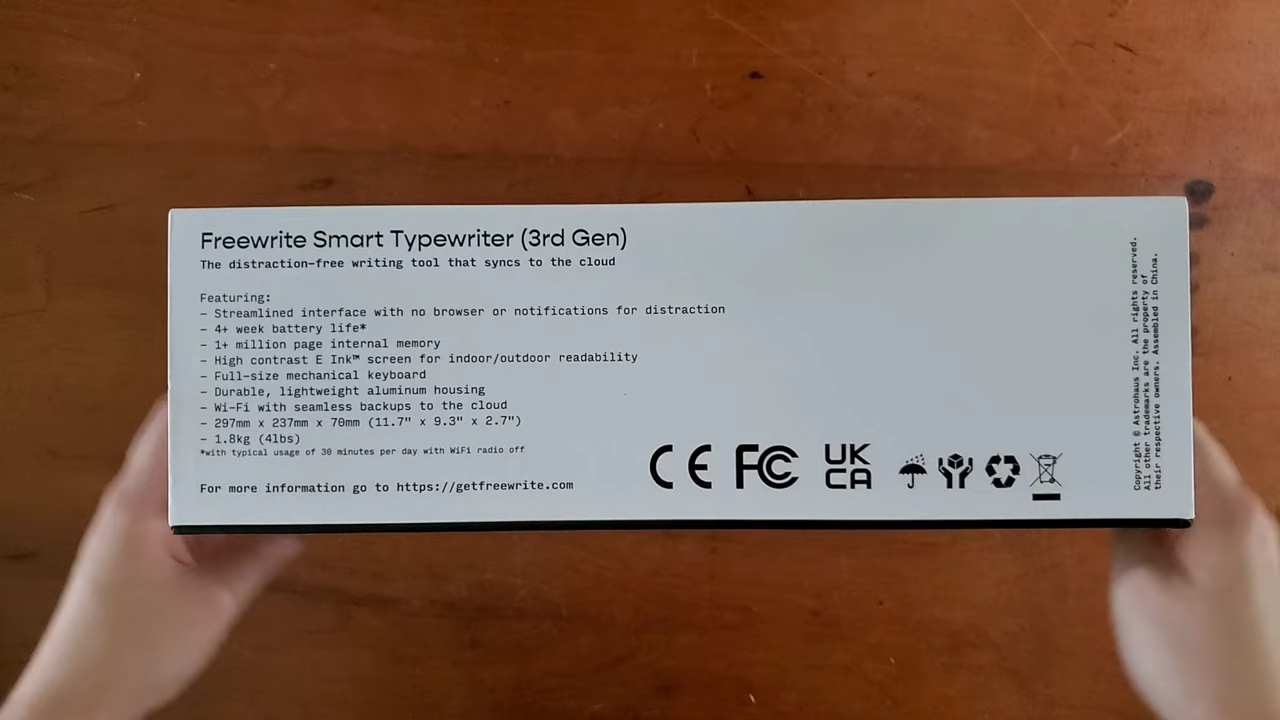 Freewrite Smart Typewriter (3rd Gen)
The distraction-free writing tool that syncs to the cloud
Featuring:
- Streamlined interface with no browser or notifications for distraction
- 4+ week battery life*
- 1+ million page internal memory
- High contrast E Ink™ screen for indoor/outdoor readability
- Full-size mechanical keyboard
- Durable, lightweight aluminum housing
- Wi-Fi with seamless backups to the cloud
- 297mm x 237mm x 70mm (11.7" x 9.3" x 2.7")
- 1.8kg (4lbs)
*with typical usage of 30 minutes per day with WiFi radio off
For more information go to https://getfreewrite.com
CE FC UK
CA
Copyright © Astrohaus Inc. All rights reserved.
All other trademarks are the property of
their respective owners. Assembled in China.